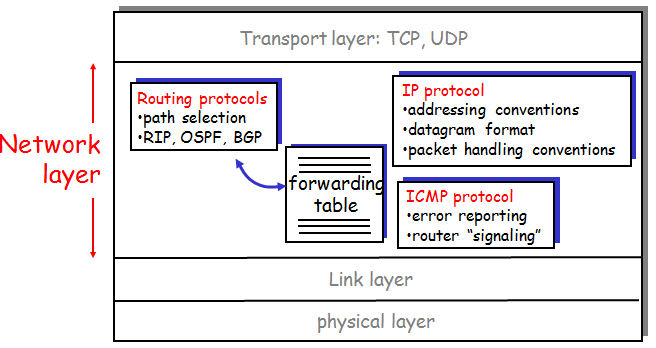 Transport layer: TCP, UDP
Network
layer
Routing protocols
•path selection
•RIP, OSPF, BGP
forwarding
table
IP protocol
•addressing conventions
•datagram format
•packet handling conventions
ICMP protocol
•error reporting
•router “signaling”
Link layer
physical layer